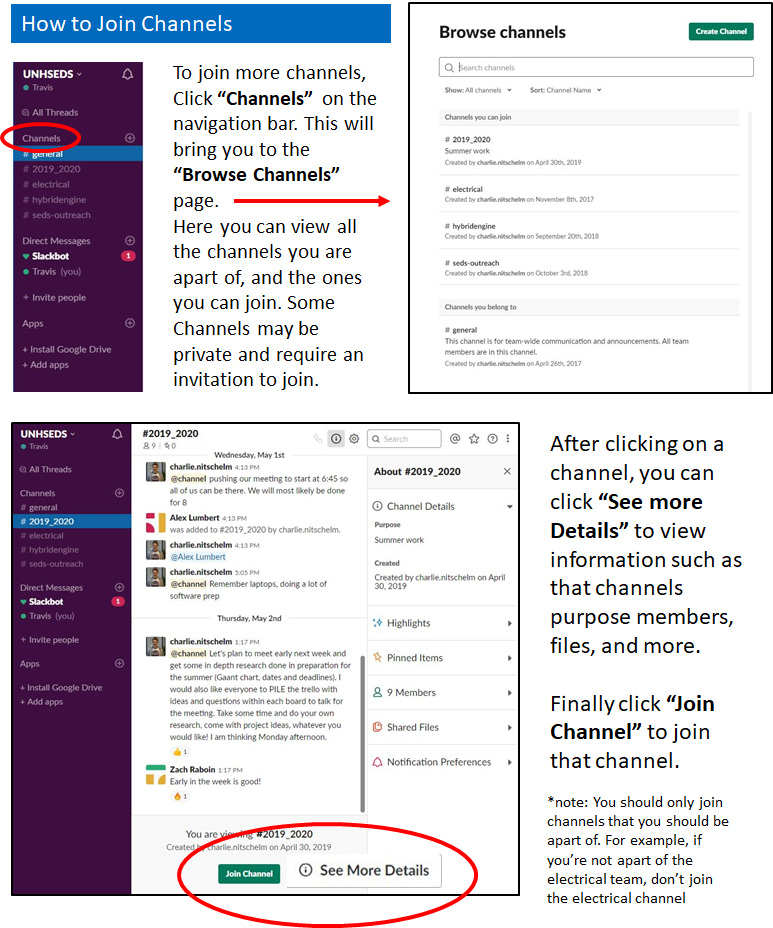 How to Join Channels
UNHSEDS
Travis
All Threads
Channels
# general
# 2019_2020
# electrical
# hybridengine
# seds-outreach
Direct Messages
Slackbot
1
Travis (you)
+ Invite people
Apps
+ Install Google Drive
+ Add apps
To join more channels,
Click “Channels” on the
navigation bar. This will
bring you to the
“Browse Channels”
page.
Here you can view all
the channels you are
apart of, and the ones
you can join. Some
Channels may be
private and require an
invitation to join.
Browse channels
Create Channel
Search channels
Show: All channels
Sort: Channel Name
Channels you can join
# 2019_2020
Summer work
Created by charlie.nitschelm on April 30th, 2019
# electrical
Created by charlie.nitschelm on November 8th, 2017
# hybridengine
Created by charlie.nitschelm on September 20th, 2018
# seds-outreach
Created by charlie.nitschelm on October 3rd, 2018
Channels you belong to
# general
This channel is for team-wide communication and announcements. All team
members are in this channel.
Created by charlie.nitschelm on April 26th, 2017
UNHSEDS
Travis
All Threads
Channels
# general
# 2019_2020
# electrical
# hybridengine
# seds-outreach
Direct Messages
Slackbot
1
Travis (you)
+ Invite people
Apps
+ Install Google Drive
+ Add apps
#2019_2020
9
0
Search
Wednesday, May 1st
charlie.nitschelm 4:13 PM
@channel pushing our meeting to start at 6:45 so
all of us can be there. We will most likely be done
for 8
Alex Lumbert 4:13 PM
was added to #2019_2020 by charlie.nitschelm.
charlie.nitschelm 4:13 PM
@Alex Lumbert
charlie.nitschelm 5:05 PM
@channel Remember laptops, doing a lot of
software prep
Thursday, May 2nd
charlie.nitschelm 1:17 PM
@channel Let's plan to meet early next week and
get some in depth research done in preparation for
the summer (Gaant chart, dates and deadlines). I
would also like everyone to PILE the trello with
ideas and questions within each board to talk for
the meeting. Take some time and do your own
research, come with project ideas, whatever you
would like! I am thinking Monday afternoon.
1
Zach Raboin 1:17 PM
Early in the week is good!
1
You are viewing #2019_2020
Created by charlie.nitschelm on April 30, 2019
Join Channel
See More Details
About #2019_2020
Channel Details
Purpose
Summer work
Created
Created by charlie.nitschelm on April
30, 2019
Highlights
Pinned Items
9 Members
Shared Files
Notification Preferences
After clicking on a
channel, you can
click “See more
Details” to view
information such as
that channels
purpose members,
files, and more.
Finally click “Join
Channel” to join
that channel.
*note: You should only join
channels that you should be
apart of. For example, if
you’re not apart of the
electrical team, don’t join
the electrical channel